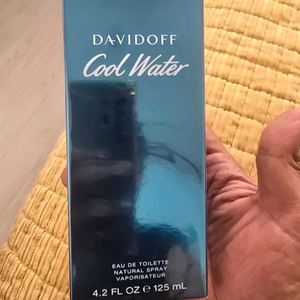 DAVIDOFF
Cool Water
EAU DE TOILETTE
NATURAL SPRAY
VAPORISATEUR
4.2 FL OZ ℮ 125 mL